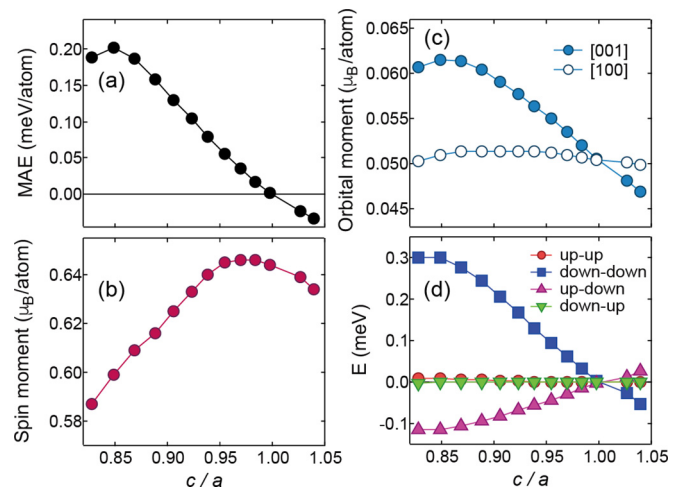 0.20
0.15
0.10
0.05
0.00
MAE (meV/atom)
(a)
0.065
0.060
0.055
0.050
0.045
Orbital moment (μB/atom)
(c)
[001]
[100]
0.64
0.62
0.60
0.58
Spin moment (μB/atom)
(b)
0.85 0.90 0.95 1.00 1.05
c / a
0.3
0.2
0.1
0.0
-0.1
E (meV)
(d)
up-up
down-down
up-down
down-up
0.85 0.90 0.95 1.00 1.05
c / a